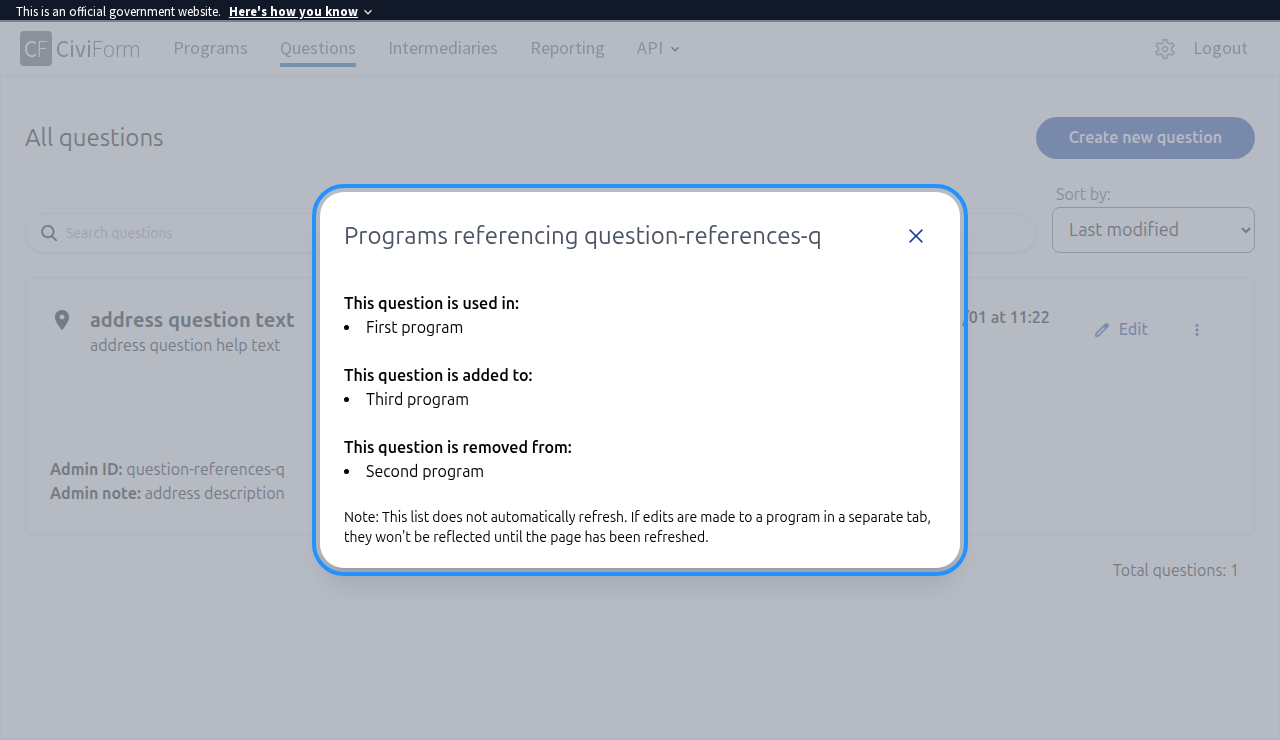 This is an official government website. Here's how you know
CF CiviForm Programs Questions Intermediaries Reporting API Logout
All questions
Create new question
Sort by:
Search questions
Last modified
Programs referencing question-references-q
This question is used in:
• First program
This question is added to:
• Third program
This question is removed from:
• Second program
Note: This list does not automatically refresh. If edits are made to a program in a separate tab,
they won't be reflected until the page has been refreshed.
address question text
address question help text
/01 at 11:22
Edit
Admin ID: question-references-q
Admin note: address description
Total questions: 1